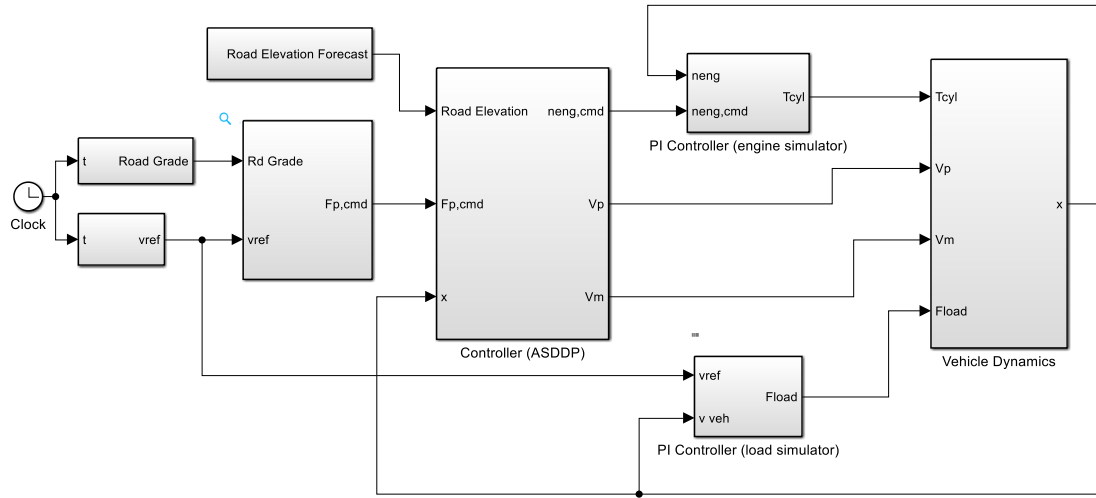 Road Elevation Forecast
neng
Tcyl
neng,cmd
PI Controller (engine simulator)
Road Elevation
neng,cmd
Fp,cmd
Vp
x
Vm
Controller (ASDDP)
t
Road Grade
Rd Grade
Fp,cmd
vref
Clock
t
vref
Tcyl
Vp
x
Vm
Fload
Vehicle Dynamics
vref
Fload
v veh
PI Controller (load simulator)